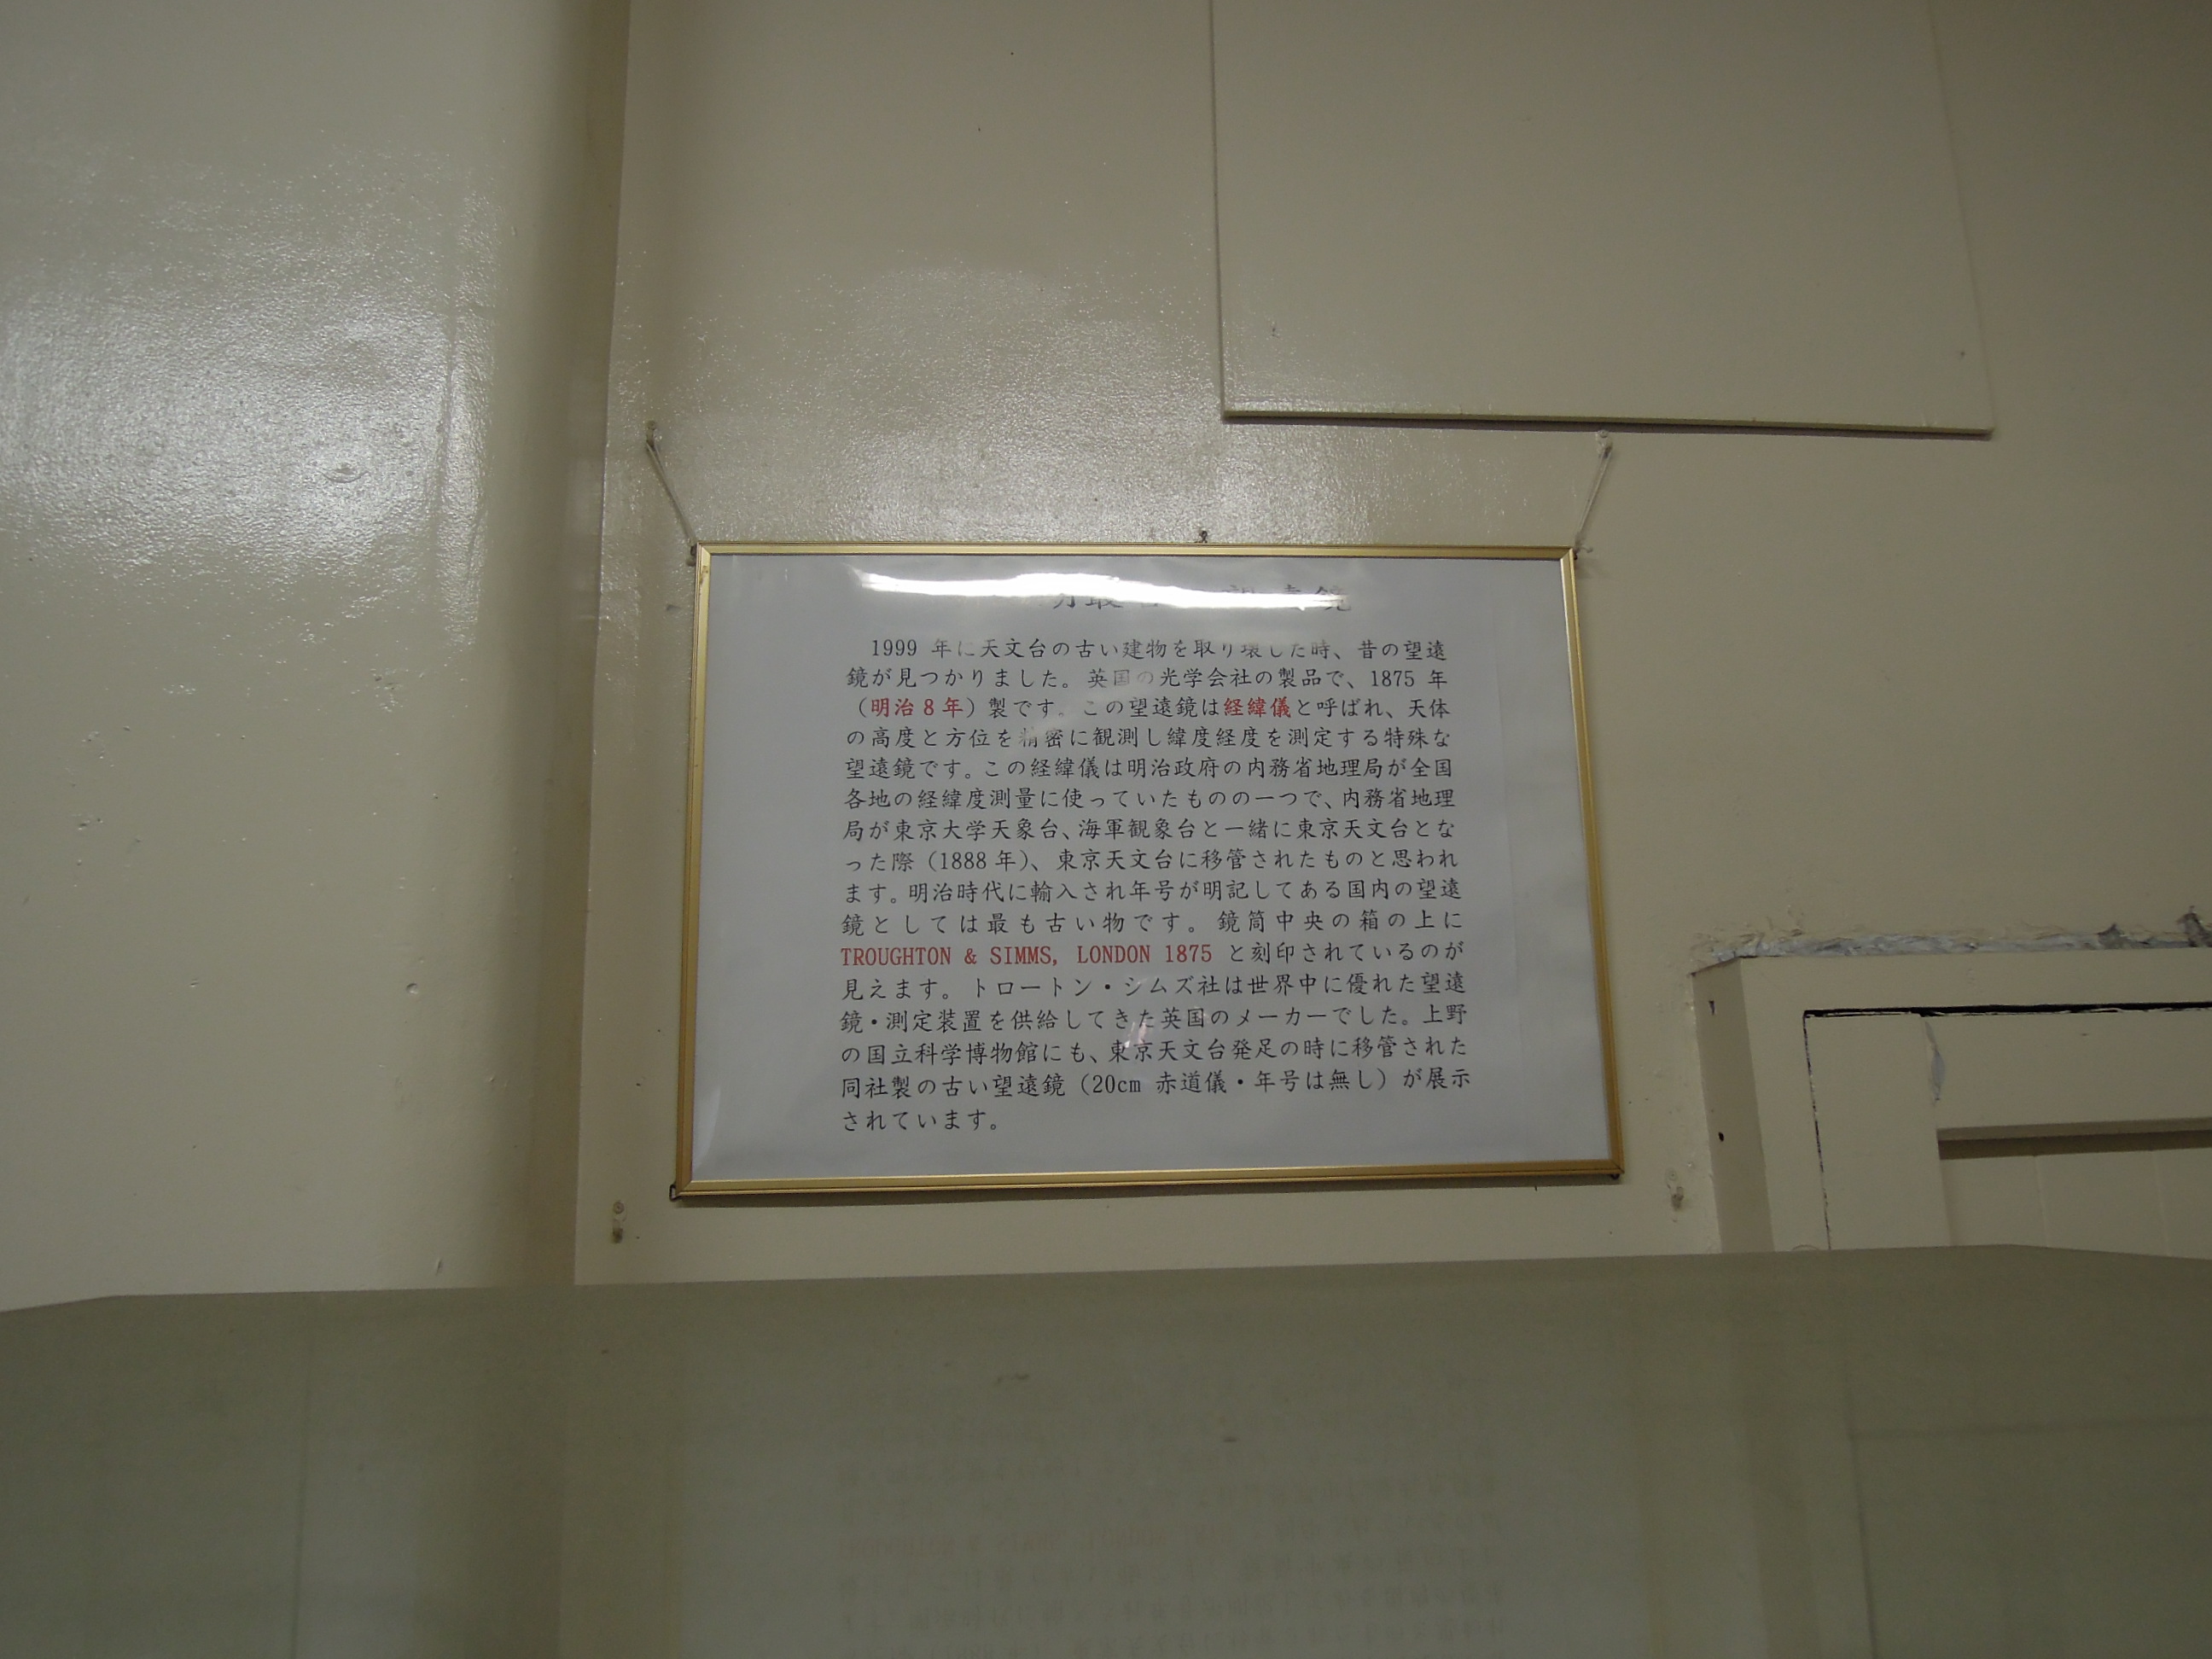 最
鏡
1999 年に天文台の古い建物を取り壊した時、昔の望遠
鏡が見つかりました。英国の光学会社の製品で、1875 年
（明治8年）製です。この望遠鏡は経緯儀と呼ばれ、天体
の高度と方位を精密に観測し緯度経度を測定する特殊な
望遠鏡です。この経緯儀は明治政府の内務省地理局が全国
各地の経緯度測量に使っていたものの一つで、内務省地理
局が東京大学天象台、海軍観象台と一緒に東京天文台とな
った際（1888 年）、東京天文台に移管されたものと思われ
ます。明治時代に輸入され年号が明記してある国内の望遠
鏡としては最も古い物です。鏡筒中央の箱の上に
TROUGHTON & SIMMS, LONDON 1875 と刻印されているのが
見えます。トロートン・シムズ社は世界中に優れた望遠
鏡・測定装置を供給してきた英国のメーカーでした。上野
の国立科学博物館にも、東京天文台発足の時に移管された
同社製の古い望遠鏡（20cm 赤道儀・年号は無し）が展示
されています。